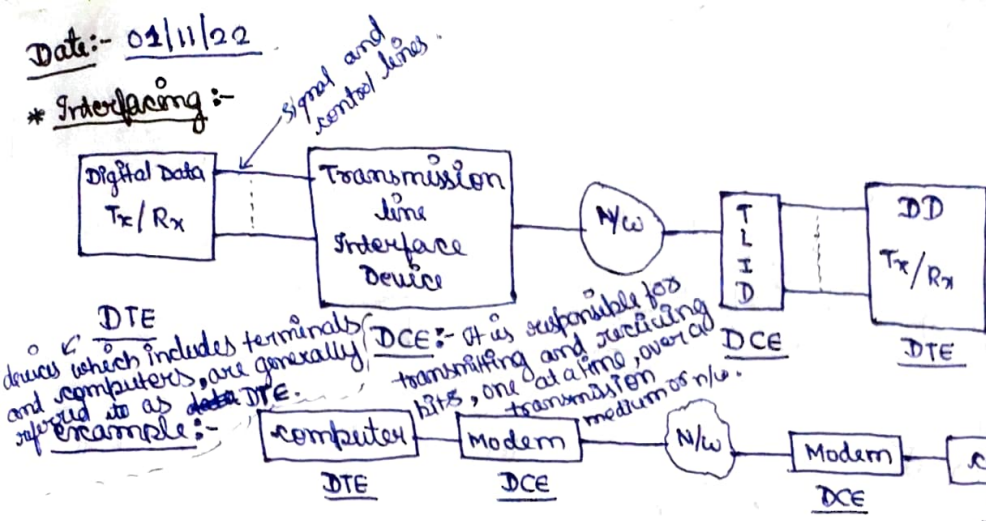 Date:- 01/11/22
* Interfacing :-
signal and
control lines.
Digital Data
Tx/Rx
Transmission
line
Interface
Device
N/w
T
L
I
D
DD
Tx/Rx
DTE
devices which includes terminals
and computers, are generally
referred to as DTE.
DCE:- It is responsible for
transmitting and receiving
bits, one at a time, over a
transmission
medium or n/w.
DCE
DTE
example:-
Computer
Modem
N/w
Modem
C
DTE
DCE
DCE